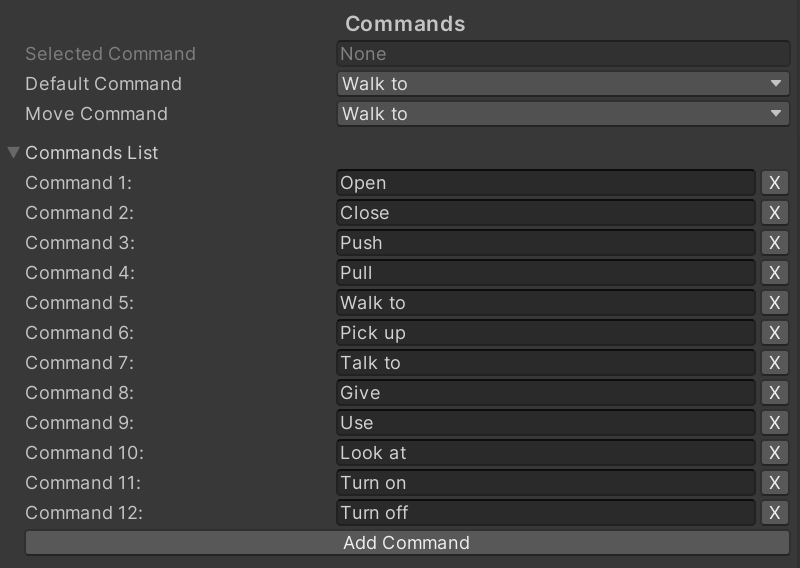 Commands
Selected Command None
Default Command Walk to
Move Command Walk to
Commands List
Command 1: Open X
Command 2: Close X
Command 3: Push X
Command 4: Pull X
Command 5: Walk to X
Command 6: Pick up X
Command 7: Talk to X
Command 8: Give X
Command 9: Use X
Command 10: Look at X
Command 11: Turn on X
Command 12: Turn off X
Add Command